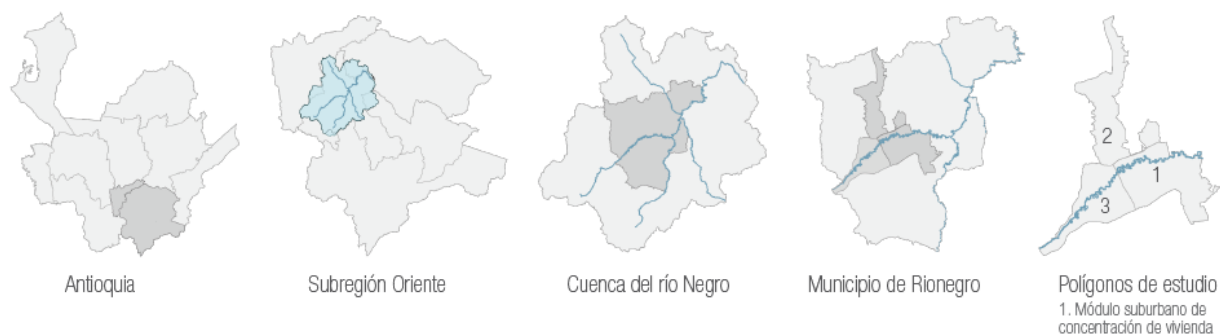 2
1
3
Antioquia
Subregión Oriente
Cuenca del río Negro
Municipio de Rionegro
Polígonos de estudio
1. Módulo suburbano de
concentración de vivienda